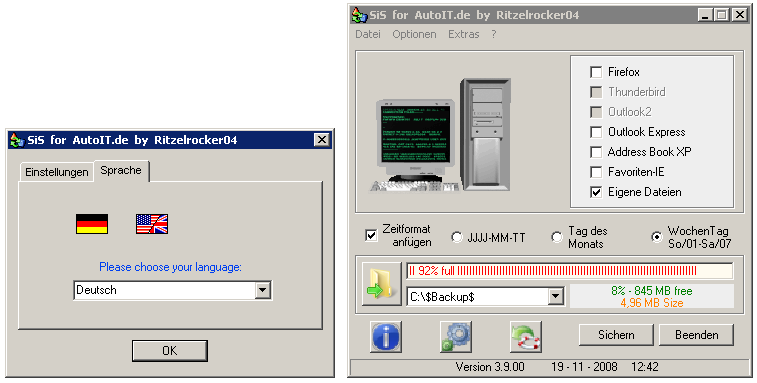 SiS for AutoIT.de by Ritzelrocker04
Einstellungen
Sprache
Please choose your language:
Deutsch
OK
SiS for AutoIT.de by Ritzelrocker04
Datei Optionen Extras ?
Firefox
Thunderbird
Outlook2
Outlook Express
Address Book XP
Favoriten-IE
Eigene Dateien
Zeitformat
anfügen
JJJJ-MM-TT
Tag des
Monats
WochenTag
So/01-Sa/07
92% full
C:\$Backup$
8% - 845 MB free
4,96 MB Size
Sichern
Beenden
Version 3.9.00 19 - 11 - 2008 12:42